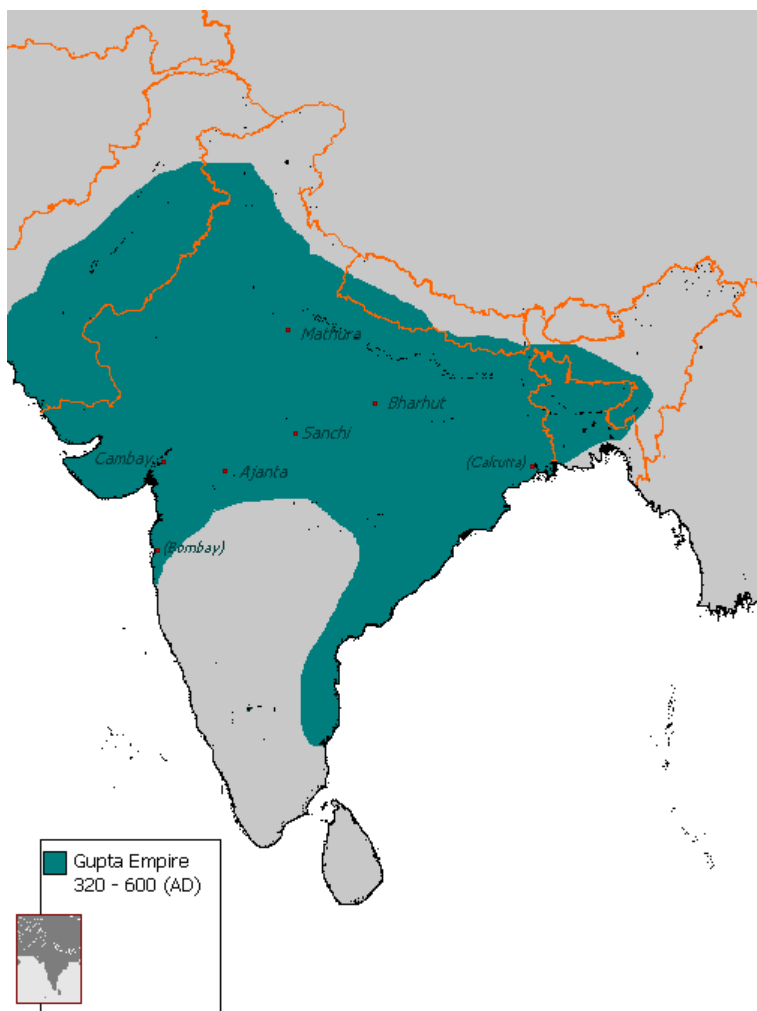 Mathura
Bharhut
Sanchi
Cambay
Ajanta
(Calcutta)
(Bombay)
Gupta Empire
320 - 600 (AD)